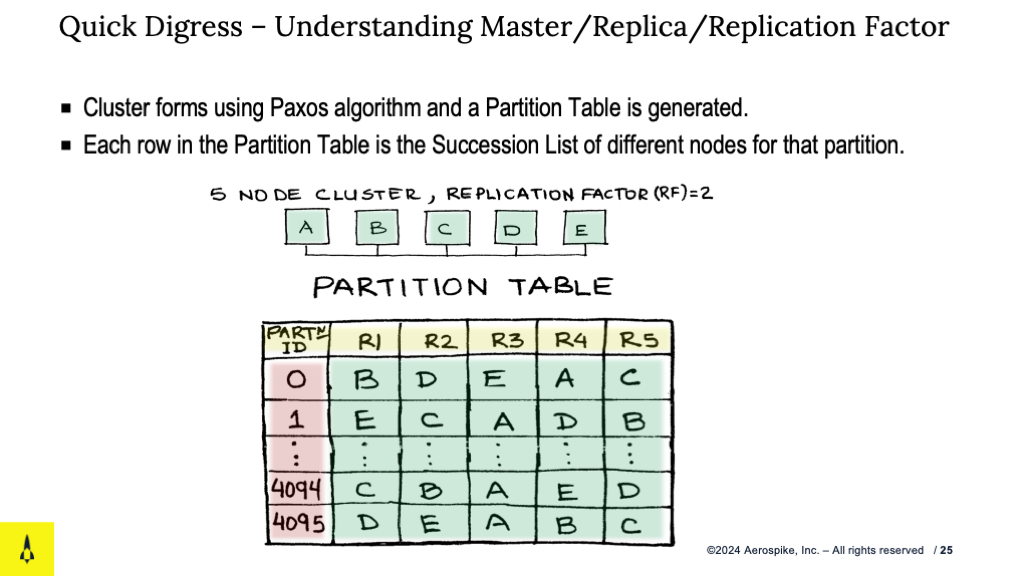 Quick Digress – Understanding Master/Replica/Replication Factor
▪ Cluster forms using Paxos algorithm and a Partition Table is generated.
▪ Each row in the Partition Table is the Succession List of different nodes for that partition.
5 NODE CLUSTER, REPLICATION FACTOR (RF)=2
A B C D E
PARTITION TABLE
PARTN ID R1 R2 R3 R4 R5
0 B D E A C
1 E C A D B
⋮ ⋮ ⋮ ⋮ ⋮ ⋮
4094 C B A E D
4095 D E A B C
©2024 Aerospike, Inc. – All rights reserved / 25